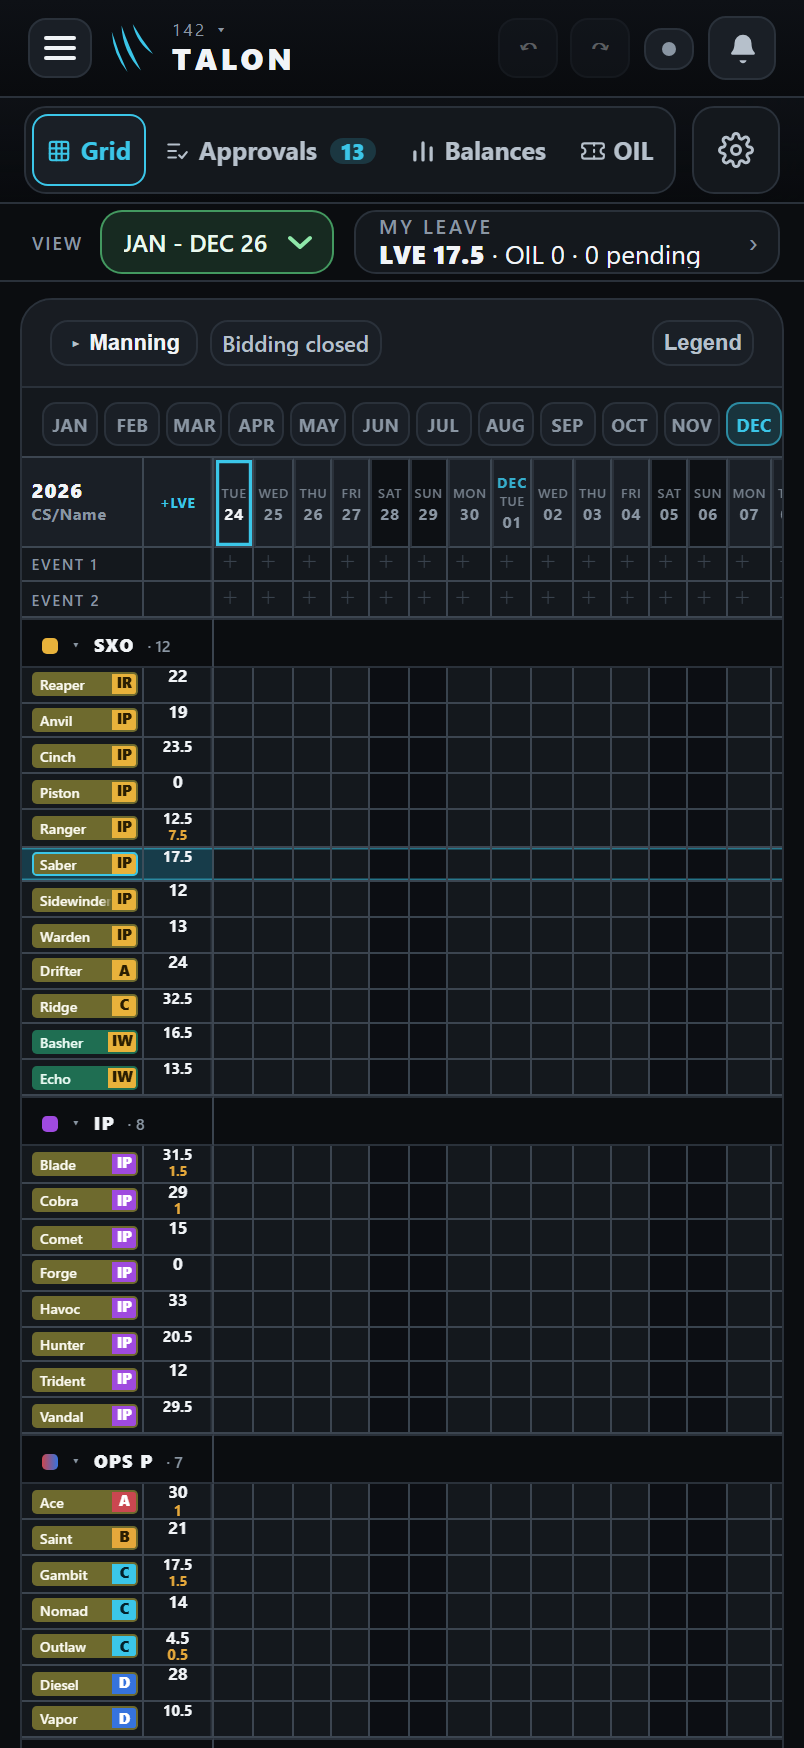 142 ▾
TALON
Grid
Approvals 13
Balances
OIL
VIEW
JAN - DEC 26
MY LEAVE
LVE 17.5 · OIL 0 · 0 pending ›
▸ Manning
Bidding closed
Legend
JAN FEB MAR APR MAY JUN JUL AUG SEP OCT NOV DEC
2026
CS/Name
+LVE
TUE 24
WED 25
THU 26
FRI 27
SAT 28
SUN 29
MON 30
DEC TUE 01
WED 02
THU 03
FRI 04
SAT 05
SUN 06
MON 07
EVENT 1 + + + + + + + + + + + + + +
EVENT 2 + + + + + + + + + + + + + +
▾ SXO · 12
Reaper IR 22
Anvil IP 19
Cinch IP 23.5
Piston IP 0
Ranger IP 12.5
7.5
Saber IP 17.5
Sidewinder IP 12
Warden IP 13
Drifter A 24
Ridge C 32.5
Basher IW 16.5
Echo IW 13.5
▾ IP · 8
Blade IP 31.5
1.5
Cobra IP 29
1
Comet IP 15
Forge IP 0
Havoc IP 33
Hunter IP 20.5
Trident IP 12
Vandal IP 29.5
▾ OPS P · 7
Ace A 30
1
Saint B 21
Gambit C 17.5
1.5
Nomad C 14
Outlaw C 4.5
0.5
Diesel D 28
Vapor D 10.5